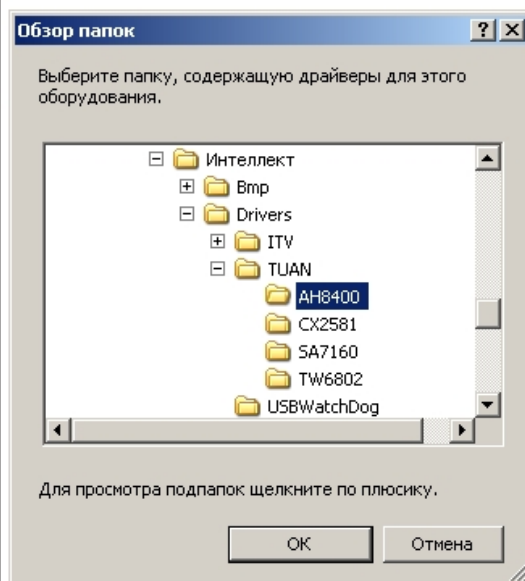 Обзор папок
Выберите папку, содержащую драйверы для этого
оборудования.
Интеллект
Bmp
Drivers
ITV
TUAN
AH8400
CX2581
SA7160
TW6802
USBWatchDog
Для просмотра подпапок щелкните по плюсику.
ОК
Отмена